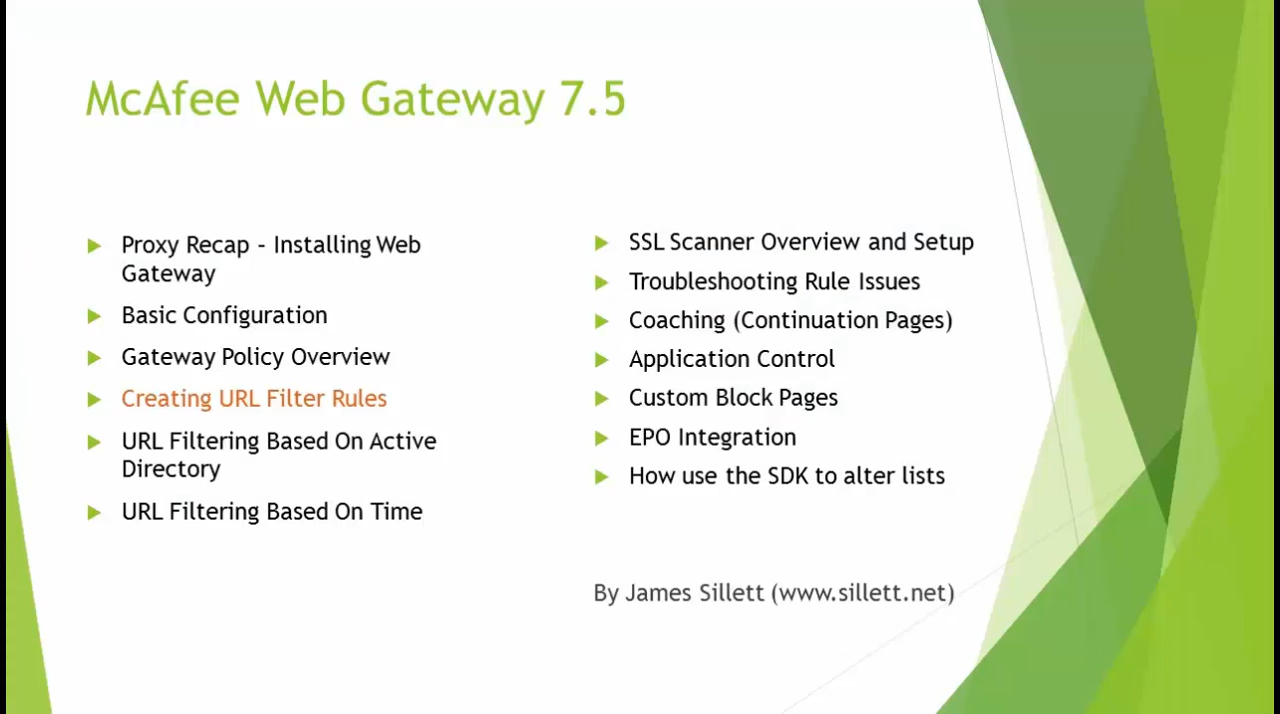 McAfee Web Gateway 7.5
Proxy Recap – Installing Web
Gateway
Basic Configuration
Gateway Policy Overview
Creating URL Filter Rules
URL Filtering Based On Active
Directory
URL Filtering Based On Time
SSL Scanner Overview and Setup
Troubleshooting Rule Issues
Coaching (Continuation Pages)
Application Control
Custom Block Pages
EPO Integration
How use the SDK to alter lists
By James Sillett (www.sillett.net)